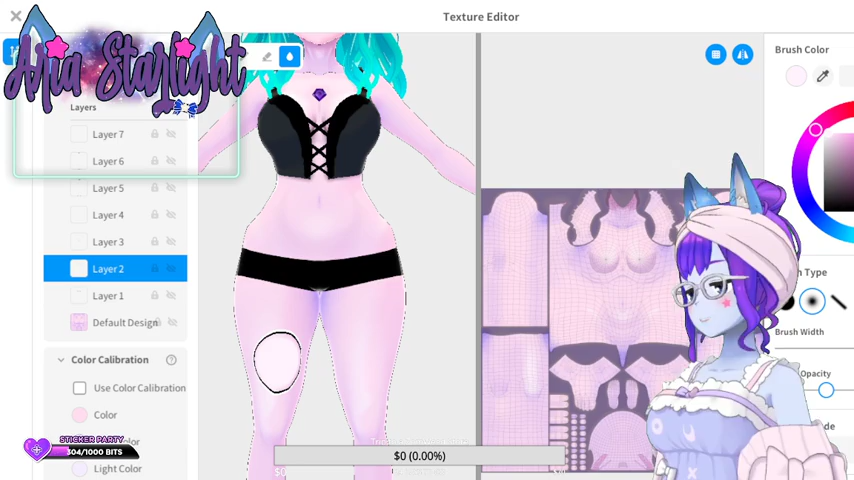 Texture Editor
Aria Starlight
Layers
Layer 7
Layer 6
Layer 5
Layer 4
Layer 3
Layer 2
Layer 1
Default Design
Color Calibration
Use Color Calibration
Color
Light Color
STICKER PARTY
304/1000 BITS
$0 (0.00%)
Brush Color
Type
Brush Width
Opacity